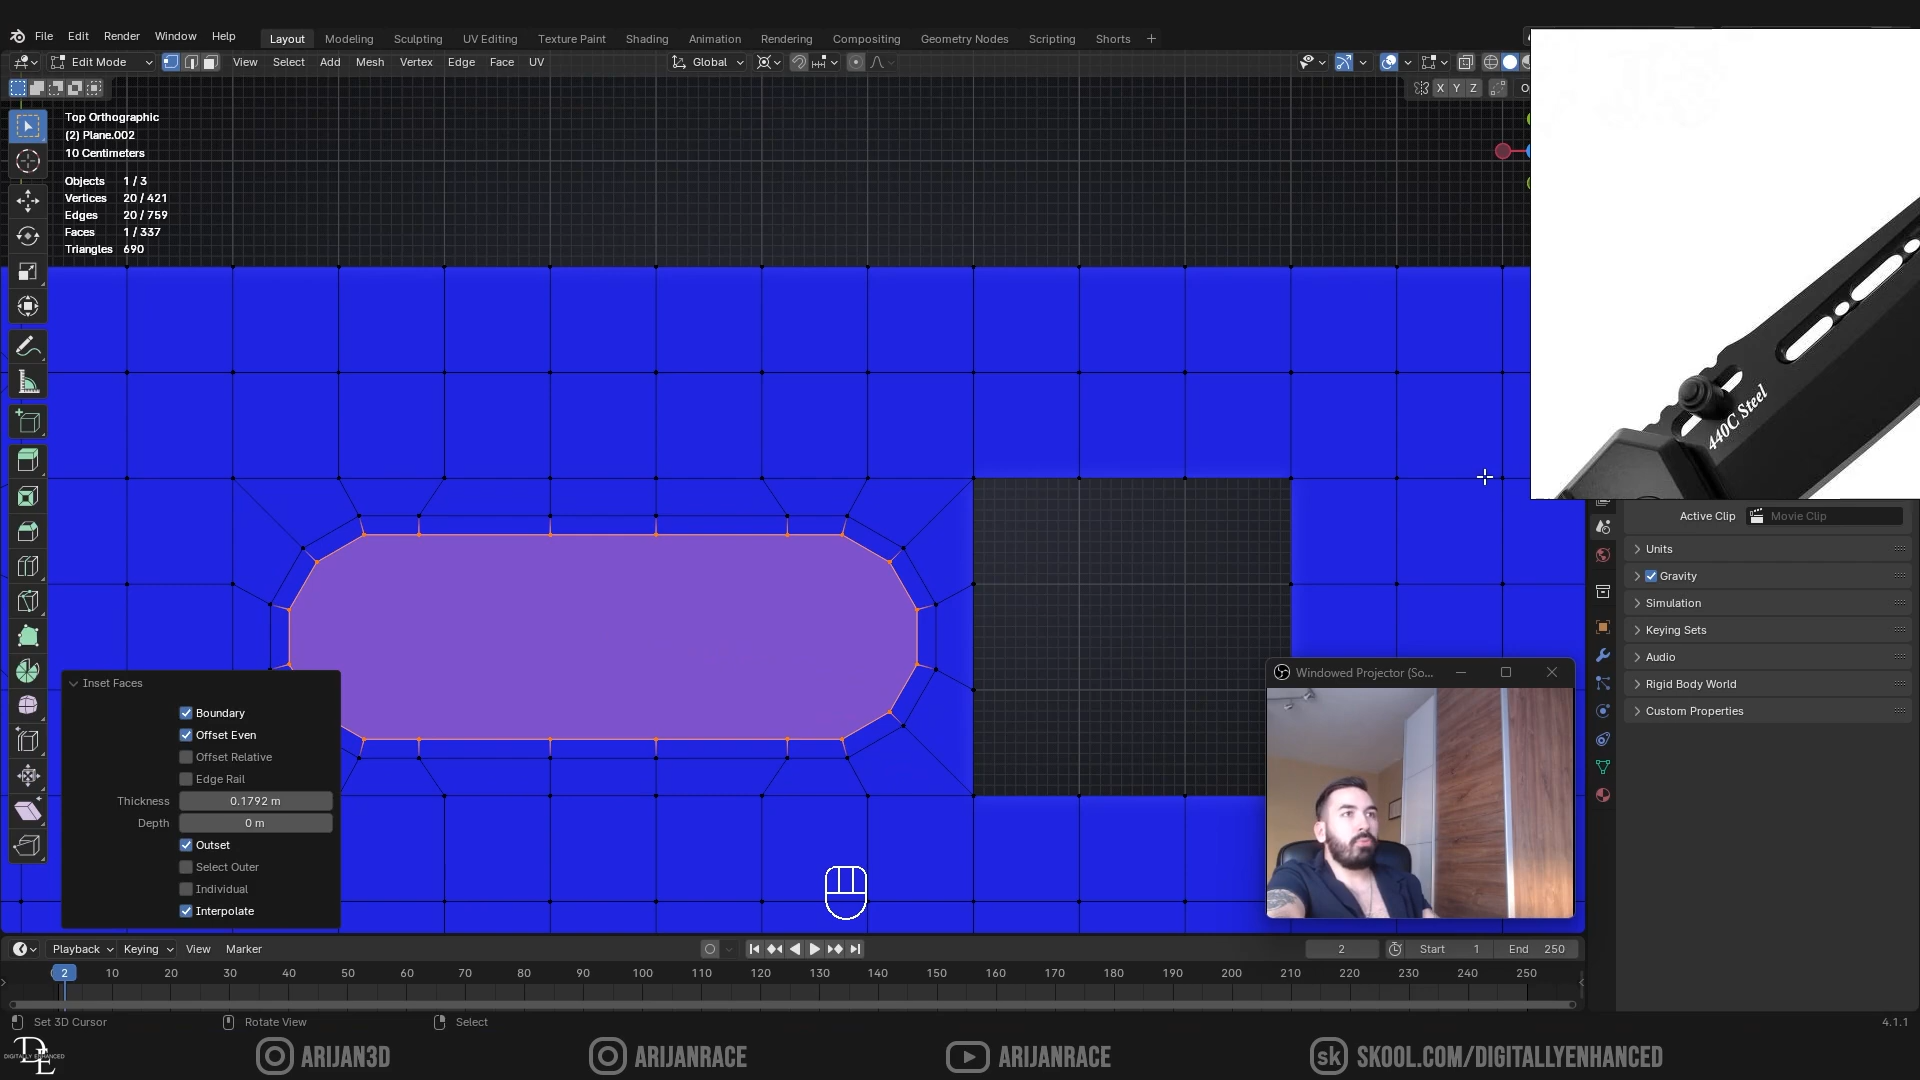 File Edit Render Window Help Layout Modeling Sculpting UV Editing Texture Paint Shading Animation Rendering Compositing Geometry Nodes Scripting Shorts
Edit Mode View Select Add Mesh Vertex Edge Face UV Global
X Y Z
Top Orthographic
(2) Plane.002
10 Centimeters
Objects 1 / 3
Vertices 20 / 421
Edges 20 / 759
Faces 1 / 337
Triangles 690
440C Steel
Active Clip Movie Clip
Units
Gravity
Simulation
Keying Sets
Audio
Rigid Body World
Custom Properties
Windowed Projector (So...
Inset Faces
Boundary
Offset Even
Offset Relative
Edge Rail
Thickness 0.1792 m
Depth 0 m
Outset
Select Outer
Individual
Interpolate
Playback Keying View Marker 2 Start 1 End 250
2 10 20 30 40 50 60 70 80 90 100 110 120 130 140 150 160 170 180 190 200 210 220 230 240 250
Set 3D Cursor Rotate View Select 4.1.1
DIGITALLY ENHANCED
ARIJAN3D ARIJANRACE ARIJANRACE sk SKOOL.COM/DIGITALLYENHANCED